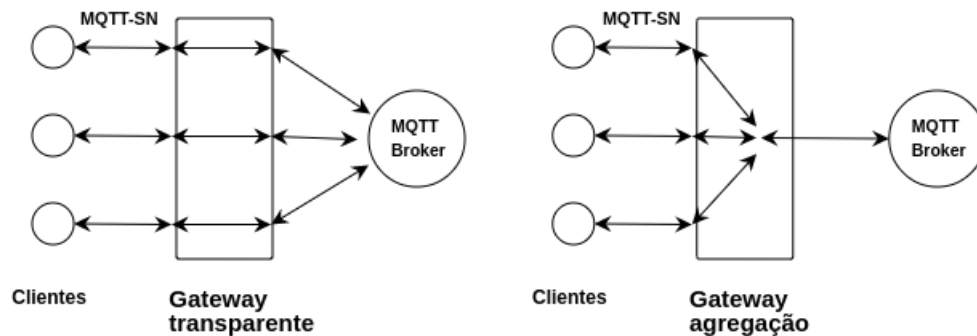 MQTT-SN
MQTT
Broker
Clientes
Gateway
transparente
MQTT-SN
MQTT
Broker
Clientes
Gateway
agregação